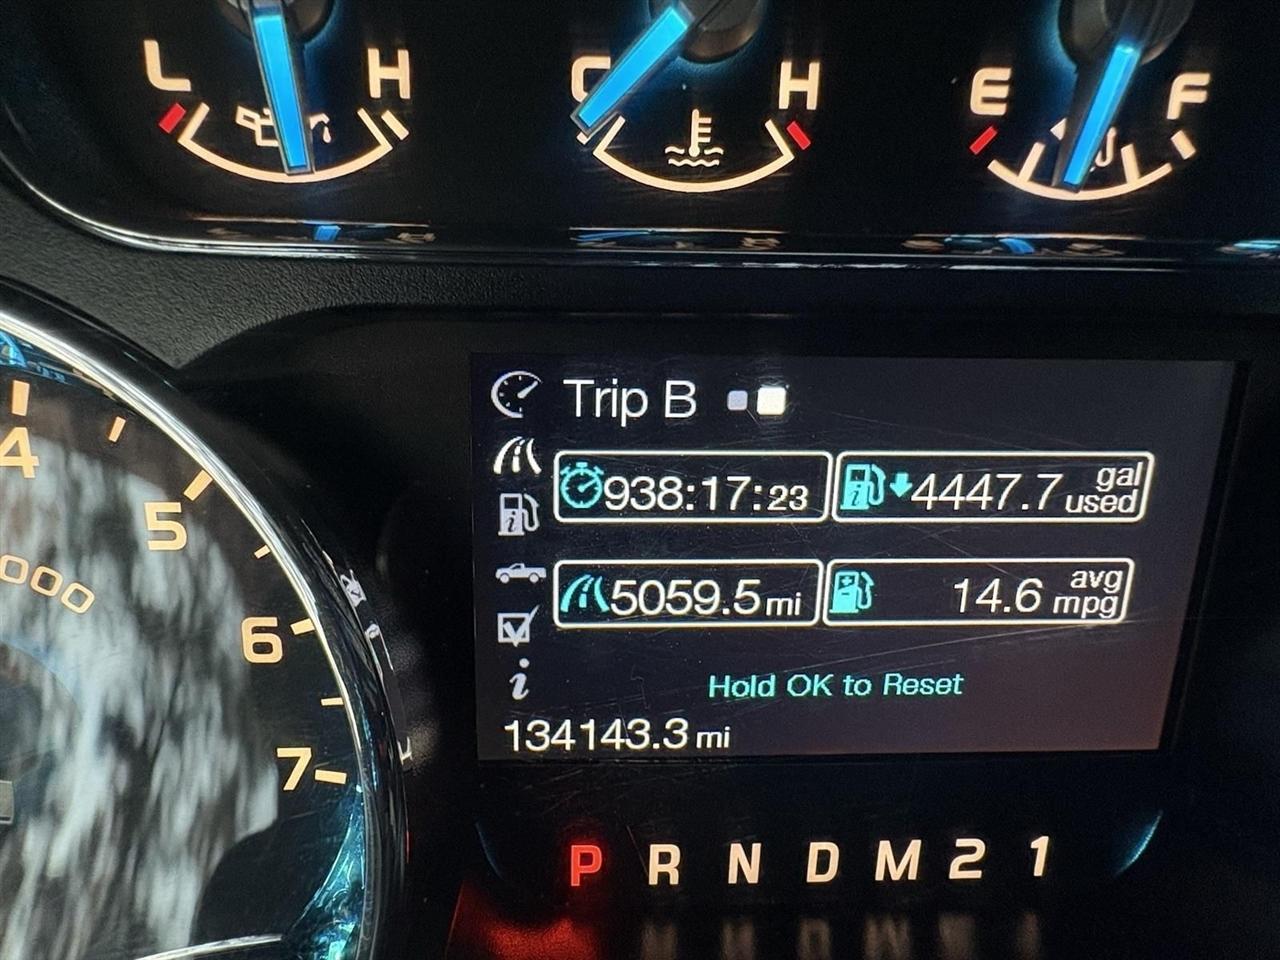 L H
C H
E F
Trip B
938:17:23
4447.7 gal used
5059.5 mi
14.6 avg mpg
Hold OK to Reset
134143.3 mi
4
5
6
7
000
P R N D M 2 1